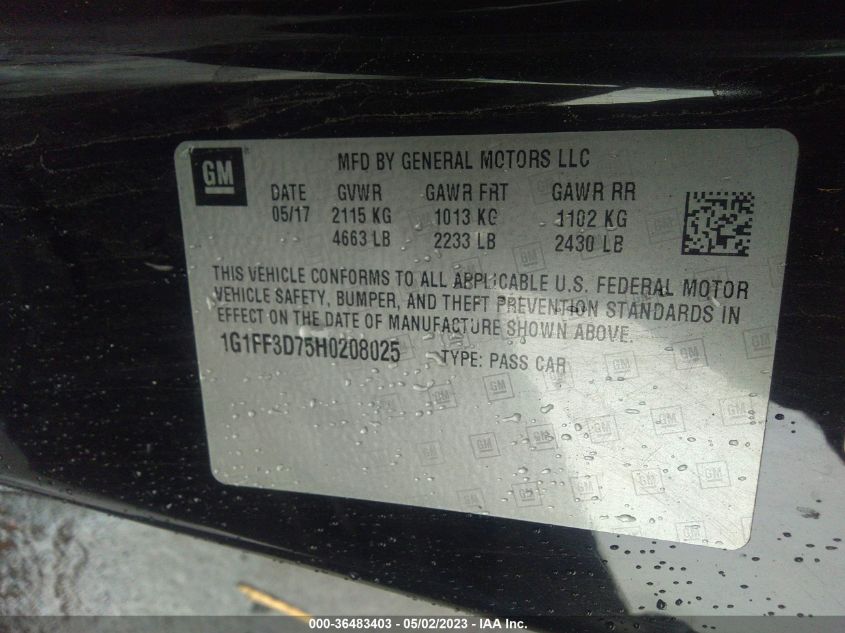 GM
MFD BY GENERAL MOTORS LLC
DATE GVWR GAWR FRT GAWR RR
05/17 2115 KG 1013 KG 1102 KG
4663 LB 2233 LB 2430 LB
THIS VEHICLE CONFORMS TO ALL APPLICABLE U.S. FEDERAL MOTOR
VEHICLE SAFETY, BUMPER, AND THEFT PREVENTION STANDARDS IN
EFFECT ON THE DATE OF MANUFACTURE SHOWN ABOVE.
1G1FF3D75H0208025 TYPE: PASS CAR
000-36483403 - 05/02/2023 - IAA Inc.